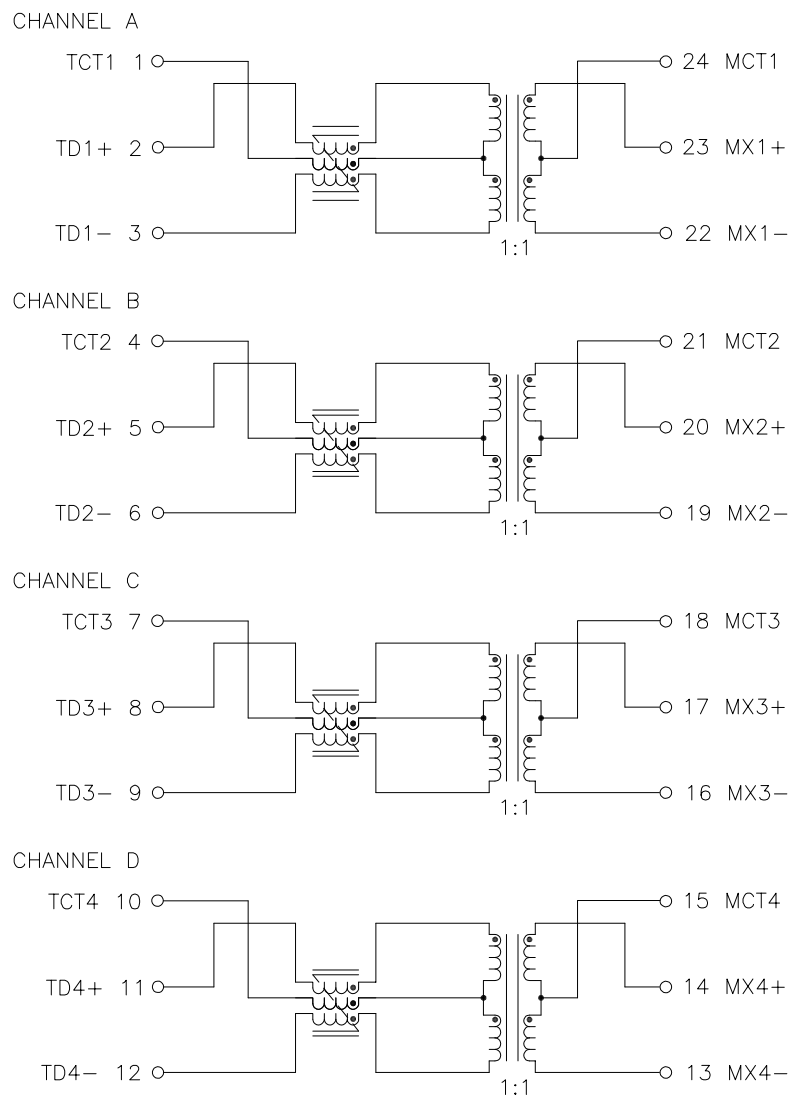 CHANNEL A
TCT1 1 24 MCT1
TD1+ 2 23 MX1+
TD1− 3 22 MX1−
1:1
CHANNEL B
TCT2 4 21 MCT2
TD2+ 5 20 MX2+
TD2− 6 19 MX2−
1:1
CHANNEL C
TCT3 7 18 MCT3
TD3+ 8 17 MX3+
TD3− 9 16 MX3−
1:1
CHANNEL D
TCT4 10 15 MCT4
TD4+ 11 14 MX4+
TD4− 12 13 MX4−
1:1